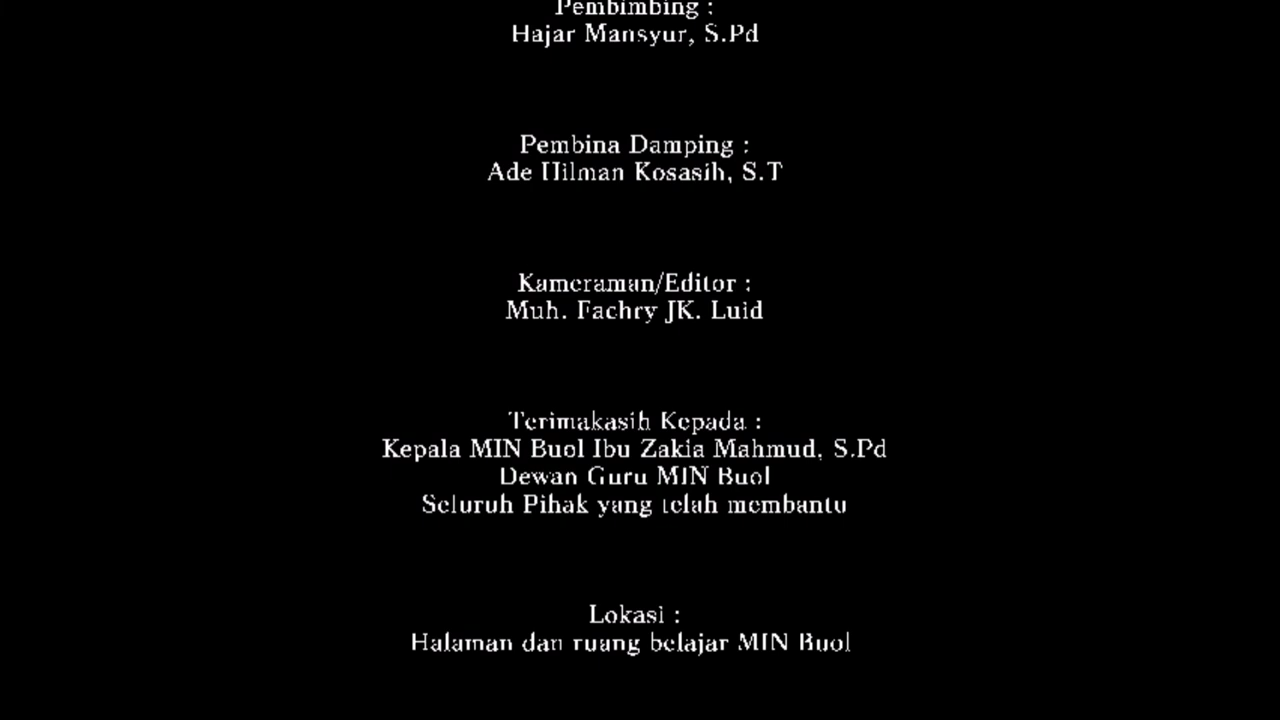 Pembimbing :
Hajar Mansyur, S.Pd
Pembina Damping :
Ade Hilman Kosasih, S.T
Kameraman/Editor :
Muh. Fachry JK. Luid
Terimakasih Kepada :
Kepala MIN Buol Ibu Zakia Mahmud, S.Pd
Dewan Guru MIN Buol
Seluruh Pihak yang telah membantu
Lokasi :
Halaman dan ruang belajar MIN Buol